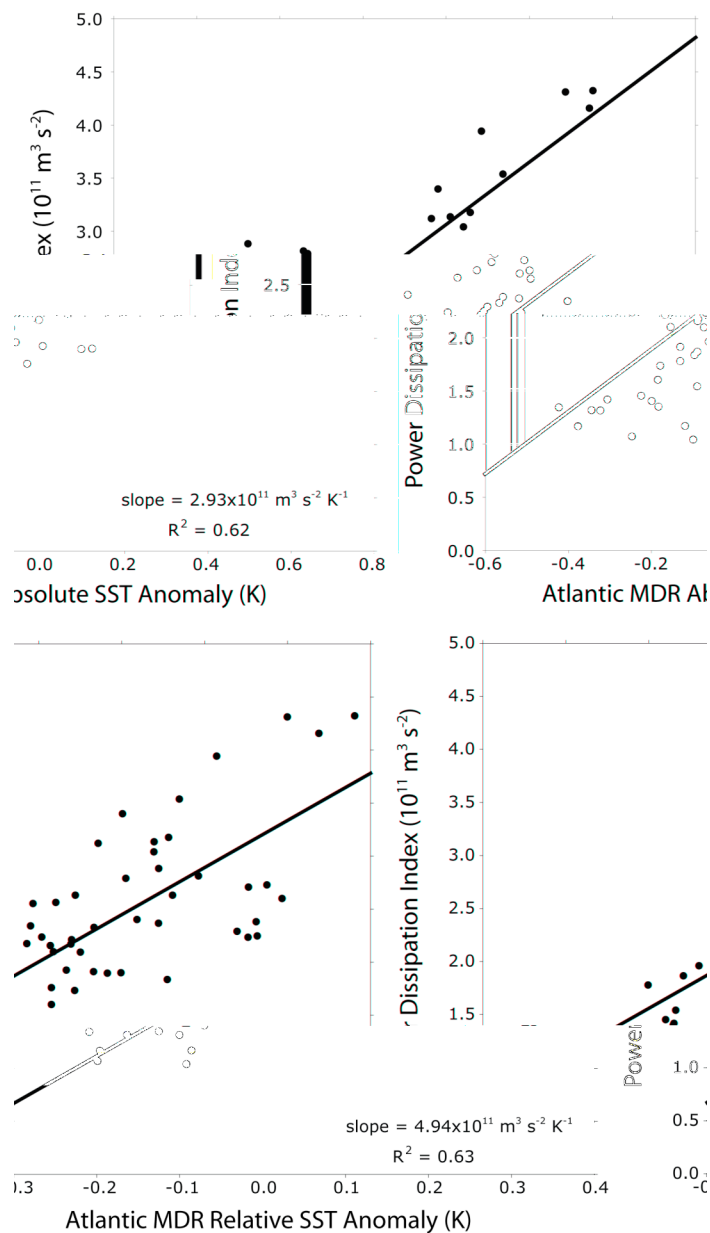 5.0
4.5
4.0
3.5
3.0
ex (10¹¹ m³ s⁻²)
on Ind
2.5
2.0
1.5
1.0
0.5
0.0
Power Dissipatio
slope = 2.93x10¹¹ m³ s⁻² K⁻¹
R² = 0.62
0.0 0.2 0.4 0.6 0.8
-0.6 -0.4 -0.2
bsolute SST Anomaly (K)
Atlantic MDR Ab
5.0
4.5
4.0
3.5
3.0
2.5
2.0
1.5
1.0
0.5
0.0
r Dissipation Index (10¹¹ m³ s⁻²)
Power
slope = 4.94x10¹¹ m³ s⁻² K⁻¹
R² = 0.63
0.3 -0.2 -0.1 0.0 0.1 0.2 0.3 0.4 -0
Atlantic MDR Relative SST Anomaly (K)